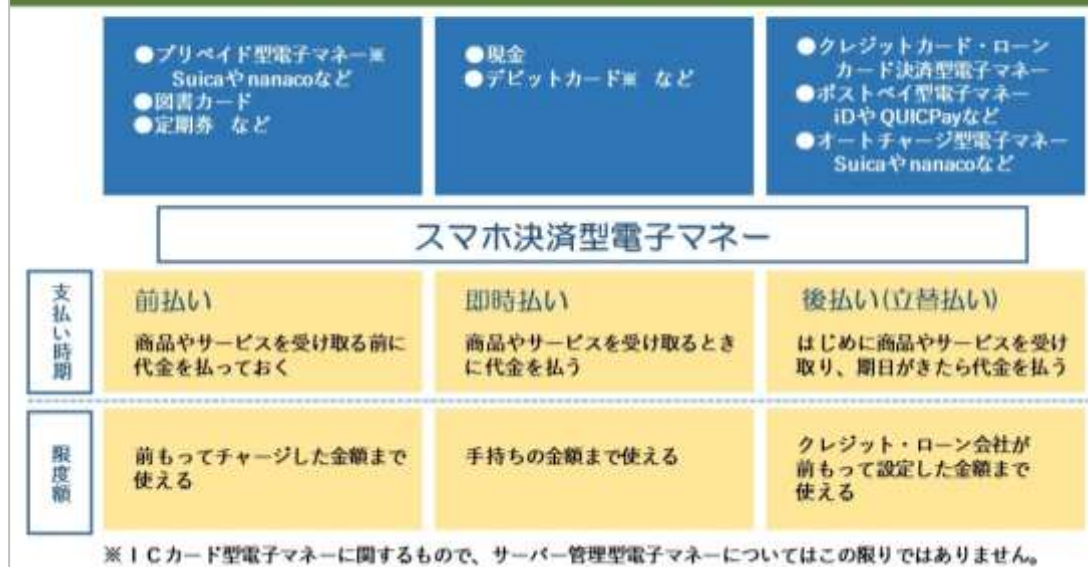 ●プリペイド型電子マネー※
Suicaやnanacoなど
●図書カード
●定期券 など
●現金
●デビットカード※ など
●クレジットカード・ローン
カード決済型電子マネー
●ポストペイ型電子マネー
iDやQUICPayなど
●オートチャージ型電子マネー
Suicaやnanacoなど
スマホ決済型電子マネー
支払い時期
前払い
商品やサービスを受け取る前に
代金を払っておく
即時払い
商品やサービスを受け取るとき
に代金を払う
後払い(立替払い)
はじめに商品やサービスを受け
取り、期日がきたら代金を払う
限度額
前もってチャージした金額まで
使える
手持ちの金額まで使える
クレジット・ローン会社が
前もって設定した金額まで
使える
※ICカード型電子マネーに関するもので、サーバー管理型電子マネーについてはこの限りではありません。